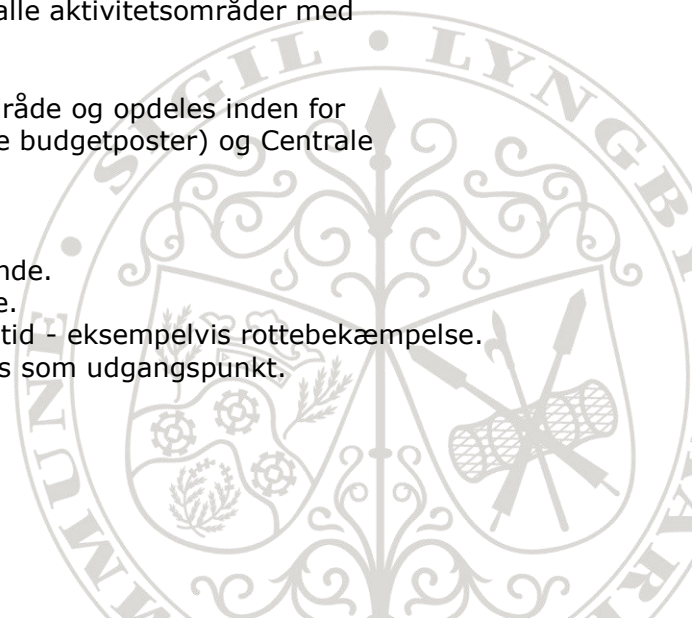 alle aktivitetsområder med
råde og opdeles inden for
e budgetposter) og Centrale
nde.
e.
tid - eksempelvis rottebekæmpelse.
s som udgangspunkt.
SIGIL • LYNGBY
MMUNE •